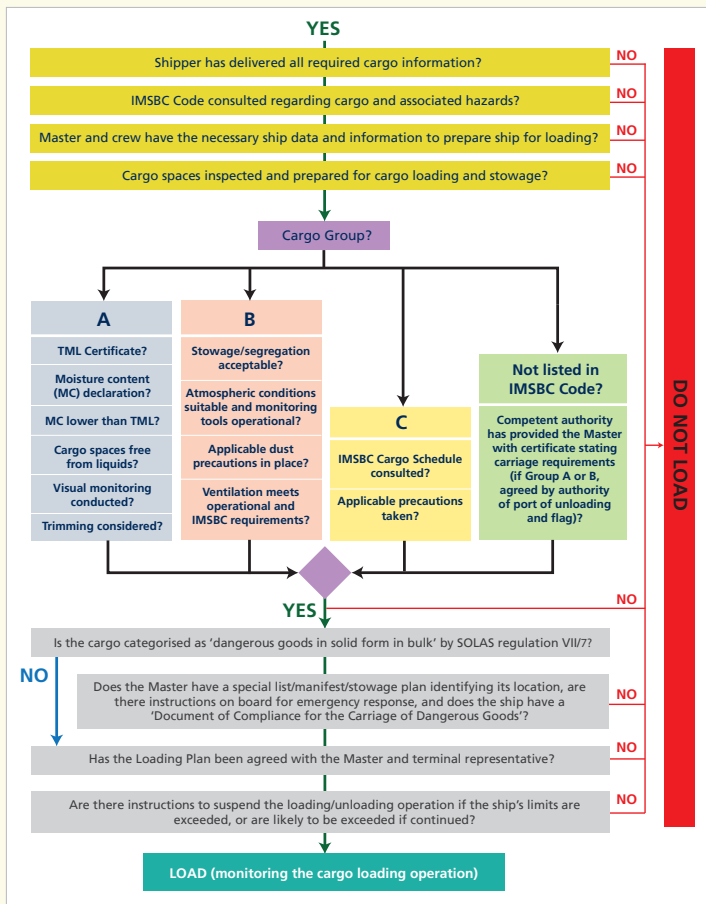 YES
Shipper has delivered all required cargo information?
NO
IMSBC Code consulted regarding cargo and associated hazards?
NO
Master and crew have the necessary ship data and information to prepare ship for loading?
NO
Cargo spaces inspected and prepared for cargo loading and stowage?
NO
Cargo Group?
A
TML Certificate?
Moisture content
(MC) declaration?
MC lower than TML?
Cargo spaces free
from liquids?
Visual monitoring
conducted?
Trimming considered?
B
Stowage/segregation
acceptable?
Atmospheric conditions
suitable and monitoring
tools operational?
Applicable dust
precautions in place?
Ventilation meets
operational and
IMSBC requirements?
C
IMSBC Cargo Schedule
consulted?
Applicable precautions
taken?
Not listed in
IMSBC Code?
Competent authority
has provided the Master
with certificate stating
carriage requirements
(if Group A or B,
agreed by authority
of port of unloading
and flag)?
DO NOT LOAD
YES
NO
Is the cargo categorised as ‘dangerous goods in solid form in bulk’ by SOLAS regulation VII/7?
NO
Does the Master have a special list/manifest/stowage plan identifying its location, are
there instructions on board for emergency response, and does the ship have a
‘Document of Compliance for the Carriage of Dangerous Goods’?
NO
Has the Loading Plan been agreed with the Master and terminal representative?
NO
Are there instructions to suspend the loading/unloading operation if the ship’s limits are
exceeded, or are likely to be exceeded if continued?
NO
LOAD (monitoring the cargo loading operation)